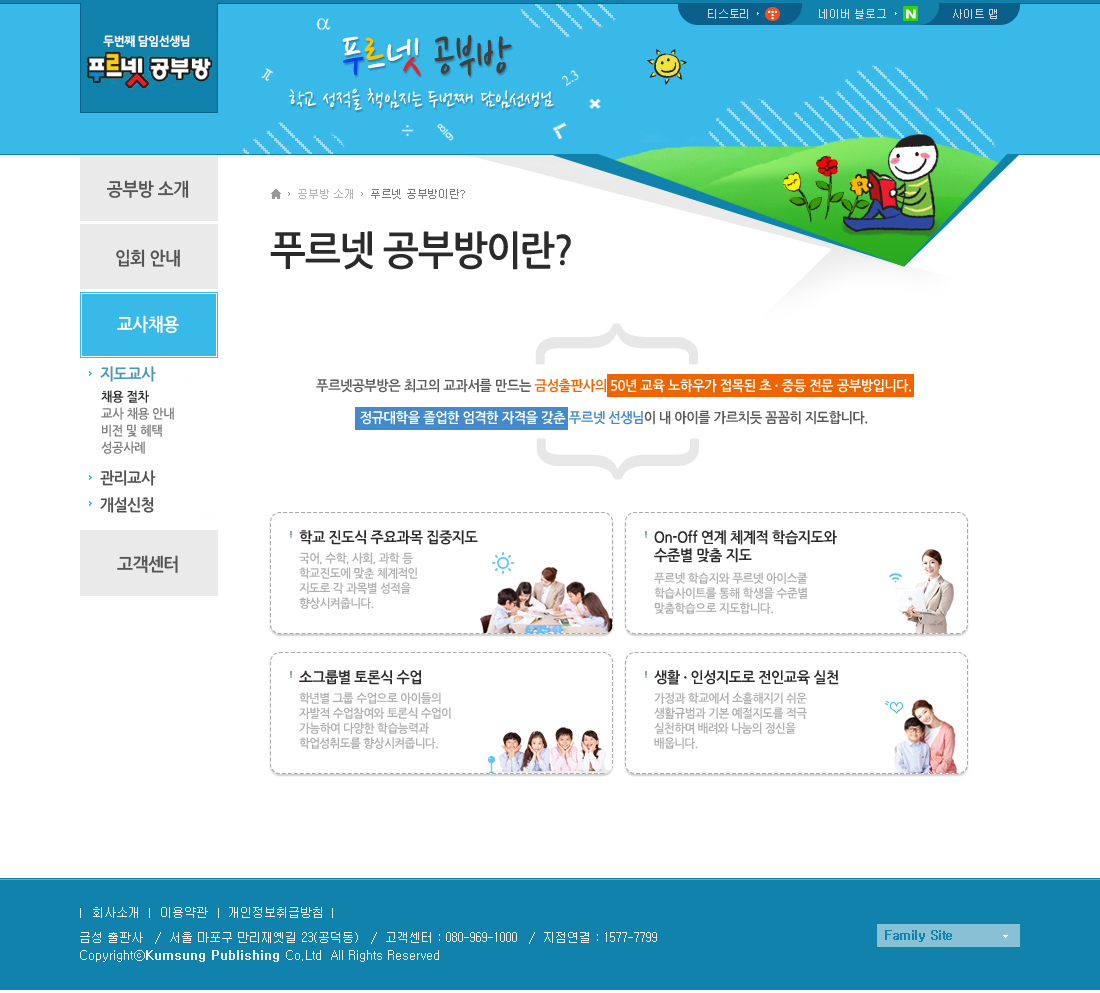 티스토리
네이버 블로그
N
사이트 맵
두번째 담임선생님
푸르넷 공부방
α
푸르넷 공부방
π
2.3
학교 성적을 책임지는 두번째 담임선생님
÷
공부방 소개
입회 안내
교사채용
지도교사
채용 절차
교사 채용 안내
비전 및 혜택
성공사례
관리교사
개설신청
고객센터
공부방 소개 › 푸르넷 공부방이란?
푸르넷 공부방이란?
푸르넷공부방은 최고의 교과서를 만드는 금성출판사의 50년 교육 노하우가 접목된 초 · 중등 전문 공부방입니다.
정규대학을 졸업한 엄격한 자격을 갖춘 푸르넷 선생님이 내 아이를 가르치듯 꼼꼼히 지도합니다.
학교 진도식 주요과목 집중지도
국어, 수학, 사회, 과학 등
학교진도에 맞춘 체계적인
지도로 각 과목별 성적을
향상시켜줍니다.
On-Off 연계 체계적 학습지도와
수준별 맞춤 지도
푸르넷 학습지와 푸르넷 아이스쿨
학습사이트를 통해 학생을 수준별
맞춤학습으로 지도합니다.
소그룹별 토론식 수업
학년별 그룹 수업으로 아이들의
자발적 수업참여와 토론식 수업이
가능하여 다양한 학습능력과
학업성취도를 향상시켜줍니다.
생활 · 인성지도로 전인교육 실천
가정과 학교에서 소홀해지기 쉬운
생활규범과 기본 예절지도를 적극
실천하며 배려와 나눔의 정신을
배웁니다.
| 회사소개 | 이용약관 | 개인정보취급방침 |
금성 출판사 / 서울 마포구 만리재옛길 23(공덕동) / 고객센터 : 080-969-1000 / 지점연결 : 1577-7799
CopyrightⓒKumsung Publishing Co,Ltd All Rights Reserved
Family Site